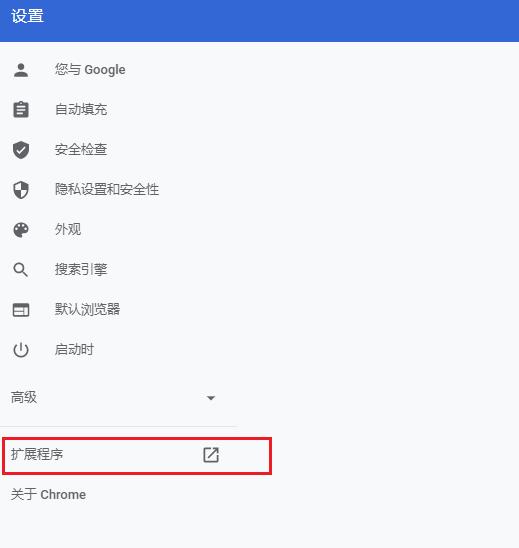 设置
您与 Google
自动填充
安全检查
隐私设置和安全性
外观
搜索引擎
默认浏览器
启动时
高级
扩展程序
关于 Chrome